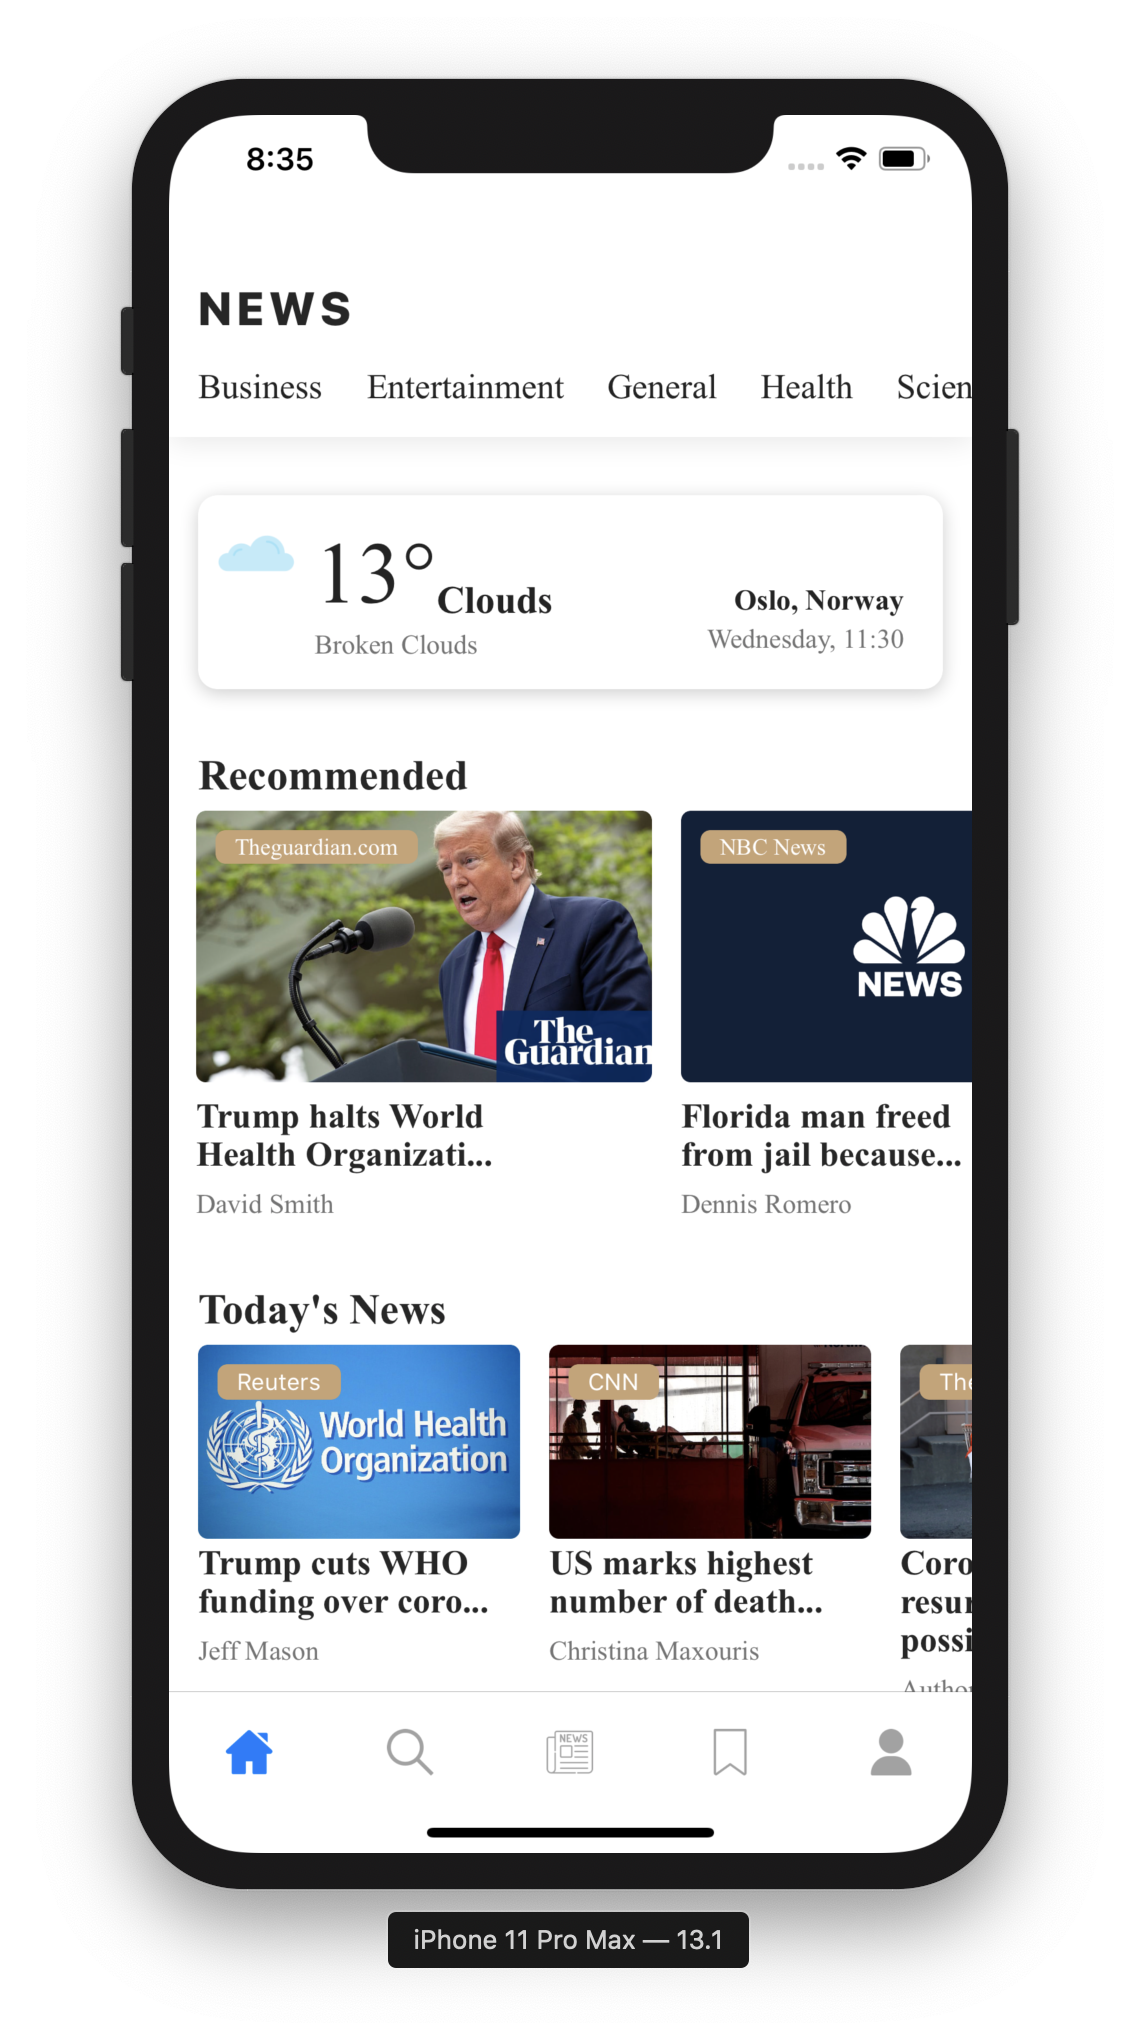 8:35
NEWS
Business Entertainment General Health Scien
13° Clouds
Broken Clouds
Oslo, Norway
Wednesday, 11:30
Recommended
Theguardian.com
The
Guardian
Trump halts World
Health Organizati...
David Smith
NBC News
NEWS
Florida man freed
from jail because...
Dennis Romero
Today's News
Reuters
World Health
Organization
Trump cuts WHO
funding over coro...
Jeff Mason
CNN
US marks highest
number of death...
Christina Maxouris
The
Coro
resur
possi
Author
NEWS
iPhone 11 Pro Max — 13.1